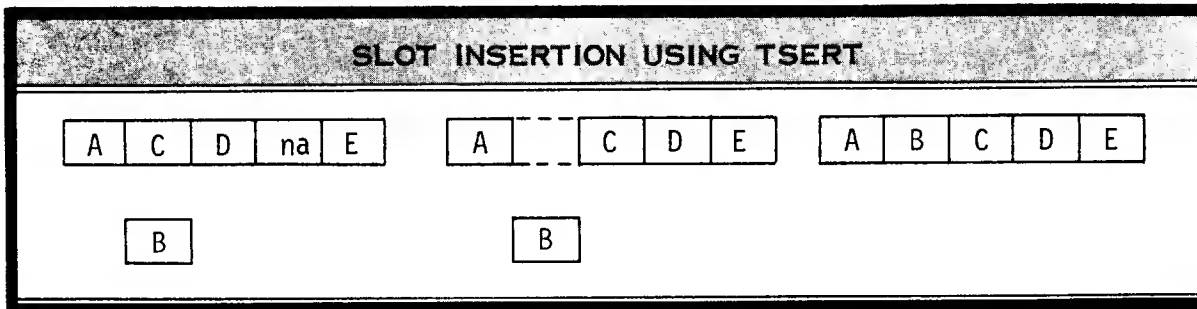 SLOT INSERTION USING TSERT
A C D na E A C D E A B C D E
B B